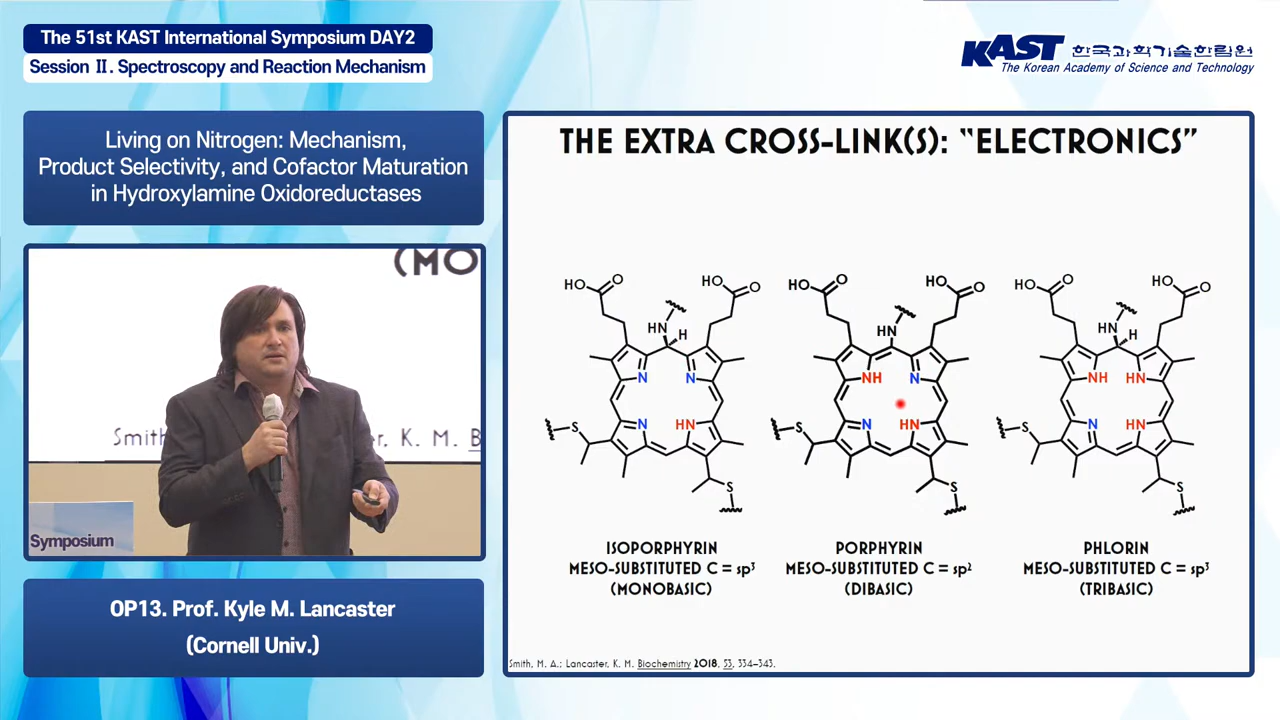 The 51st KAST International Symposium DAY2
Session II. Spectroscopy and Reaction Mechanism
KAST 한국과학기술한림원
The Korean Academy of Science and Technology
Living on Nitrogen: Mechanism,
Product Selectivity, and Cofactor Maturation
in Hydroxylamine Oxidoreductases
(MO
Smith
r, K. M. B
Symposium
OP13. Prof. Kyle M. Lancaster
(Cornell Univ.)
THE EXTRA CROSS-LINK(S): “ELECTRONICS”
HO O HO O HO O HO O HO O HO O
HN H HN HN H
N N NH N NH HN
N HN N HN N HN
S S S
S S S
ISOPORPHYRIN
MESO-SUBSTITUTED C = sp³
(MONOBASIC)
PORPHYRIN
MESO-SUBSTITUTED C = sp²
(DIBASIC)
PHLORIN
MESO-SUBSTITUTED C = sp³
(TRIBASIC)
Smith, M. A.; Lancaster, K. M. Biochemistry 2018, 53, 334–343.